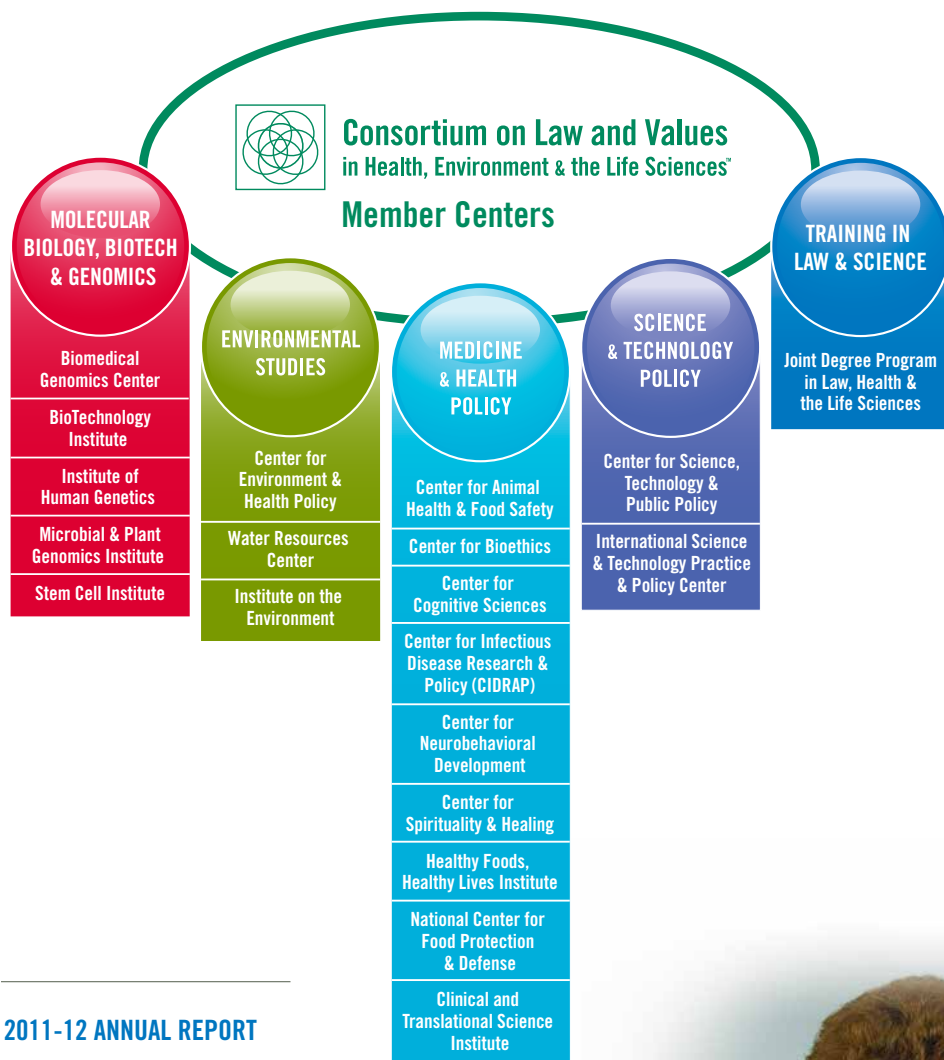 Consortium on Law and Values
in Health, Environment & the Life Sciences™
Member Centers
MOLECULAR
BIOLOGY, BIOTECH
& GENOMICS
Biomedical
Genomics Center
BioTechnology
Institute
Institute of
Human Genetics
Microbial & Plant
Genomics Institute
Stem Cell Institute
ENVIRONMENTAL
STUDIES
Center for
Environment &
Health Policy
Water Resources
Center
Institute on the
Environment
MEDICINE
& HEALTH
POLICY
Center for Animal
Health & Food Safety
Center for Bioethics
Center for
Cognitive Sciences
Center for Infectious
Disease Research &
Policy (CIDRAP)
Center for
Neurobehavioral
Development
Center for
Spirituality & Healing
Healthy Foods,
Healthy Lives Institute
National Center for
Food Protection
& Defense
Clinical and
Translational Science
Institute
SCIENCE
& TECHNOLOGY
POLICY
Center for Science,
Technology &
Public Policy
International Science
& Technology Practice
& Policy Center
TRAINING IN
LAW & SCIENCE
Joint Degree Program
in Law, Health &
the Life Sciences
2011-12 ANNUAL REPORT